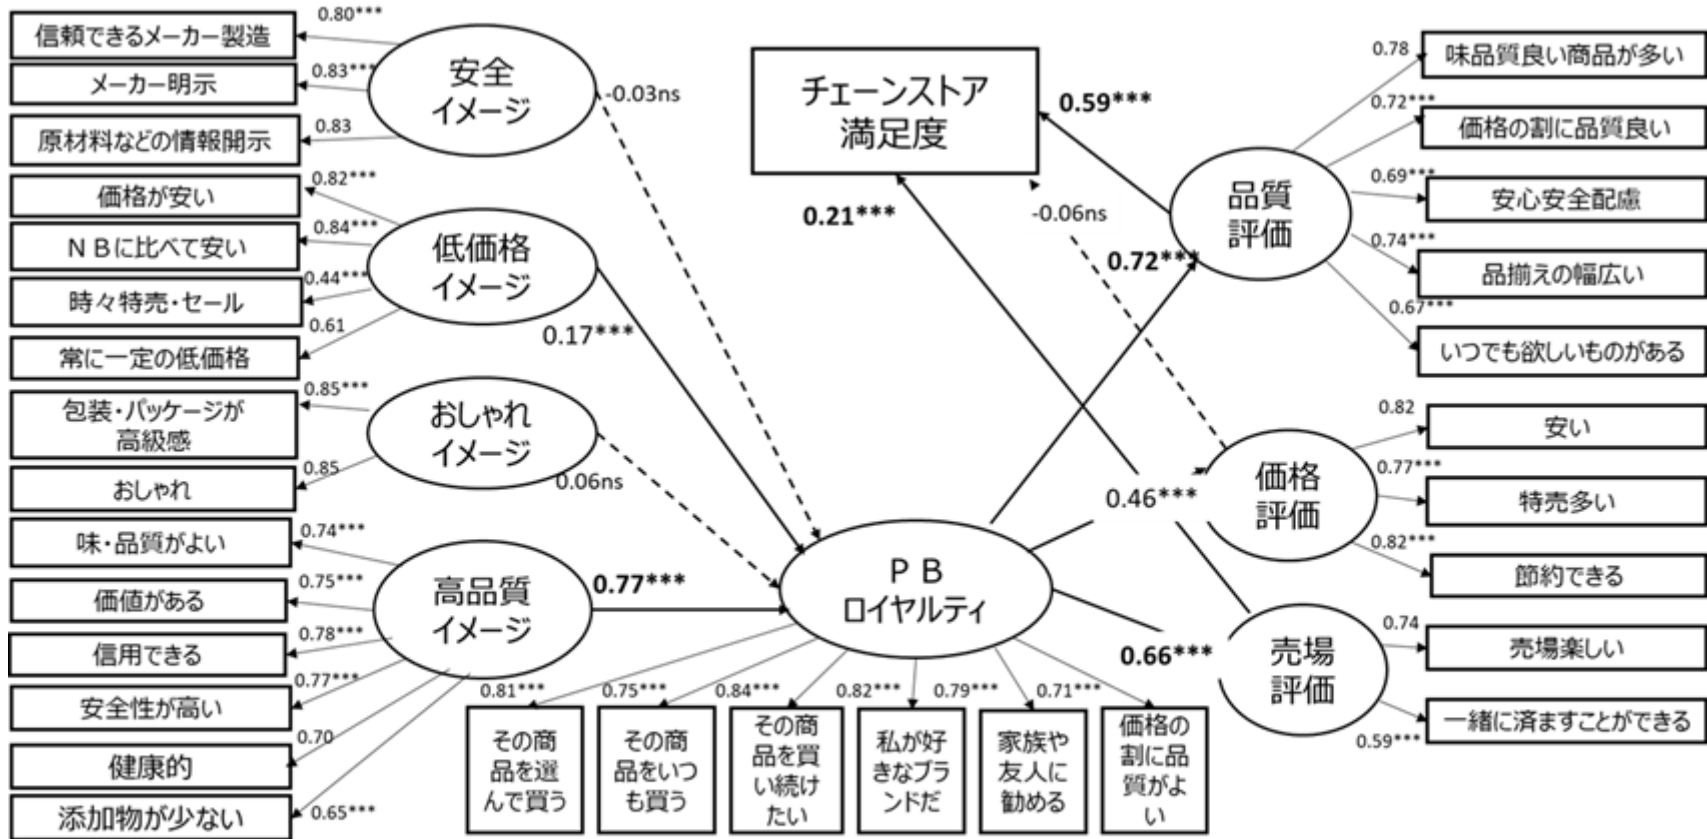 信頼できるメーカー製造
メーカー明示
原材料などの情報開示
価格が安い
ＮＢに比べて安い
時々特売・セール
常に一定の低価格
包装・パッケージが
高級感
おしゃれ
味・品質がよい
価値がある
信用できる
安全性が高い
健康的
添加物が少ない
0.80***
0.83***
0.83
0.82***
0.84***
0.44***
0.61
0.85***
0.85
0.74***
0.75***
0.78***
0.77***
0.70
0.65***
安全
イメージ
低価格
イメージ
おしゃれ
イメージ
高品質
イメージ
-0.03ns
0.17***
0.06ns
0.77***
チェーンストア
満足度
0.59***
0.21***
-0.06ns
0.72***
0.46***
0.66***
ＰＢ
ロイヤルティ
0.81***
0.75***
0.84***
0.82***
0.79***
0.71***
その商
品を選
んで買う
その商
品をいつ
も買う
その商
品を買
い続け
たい
私が好
きなブラ
ンドだ
家族や
友人に
勧める
価格の
割に品
質がよ
い
品質
評価
価格
評価
売場
評価
0.78
0.72***
0.69***
0.74***
0.67***
0.82
0.77***
0.82***
0.74
0.59***
味品質良い商品が多い
価格の割に品質良い
安心安全配慮
品揃えの幅広い
いつでも欲しいものがある
安い
特売多い
節約できる
売場楽しい
一緒に済ますことができる